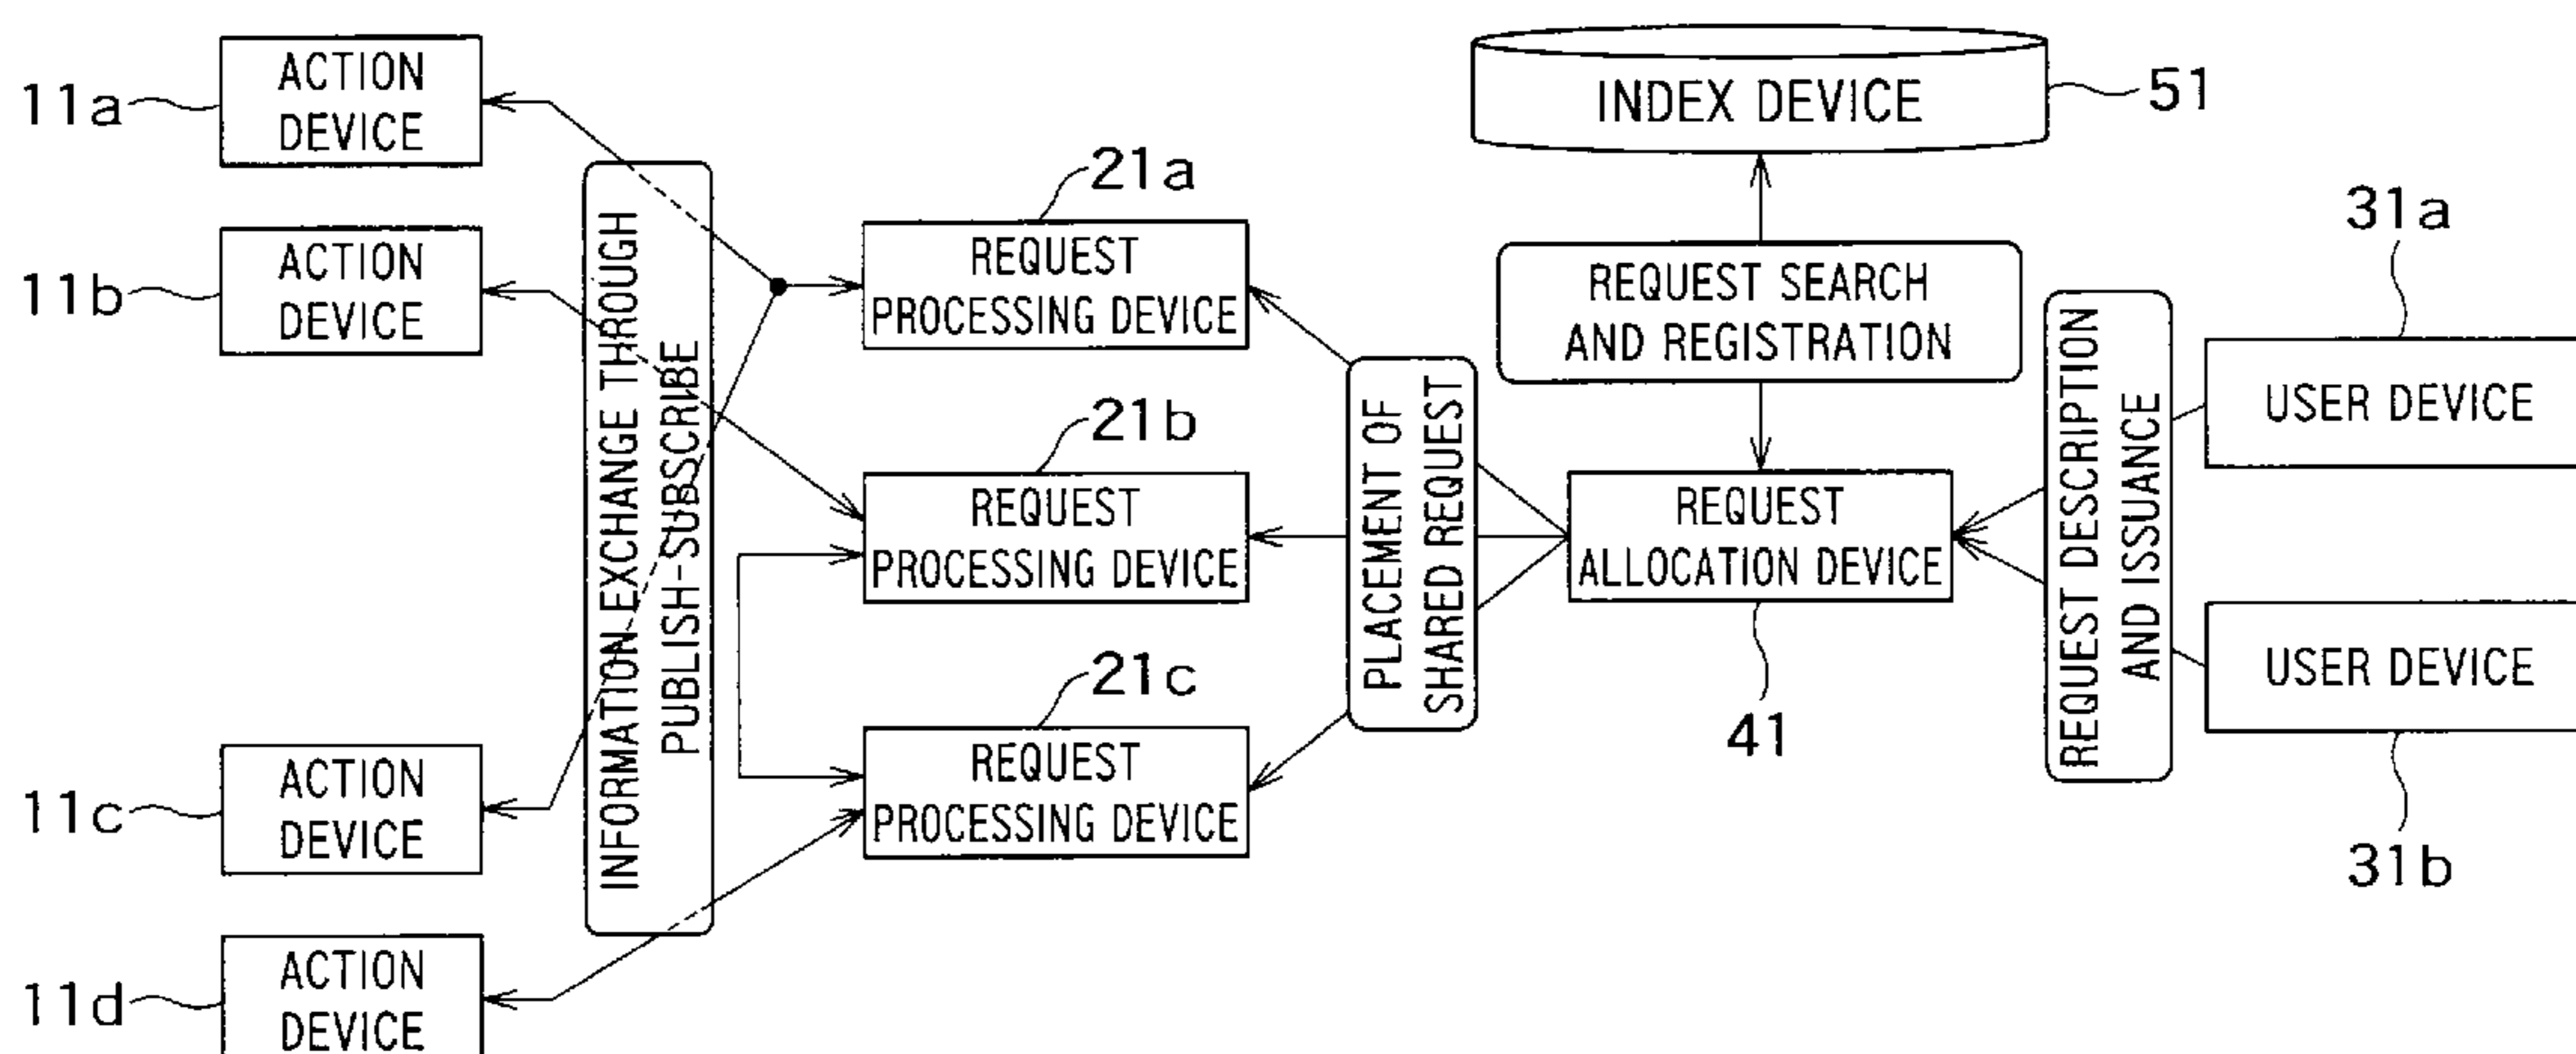 11a
ACTION
DEVICE
11b
ACTION
DEVICE
11c
ACTION
DEVICE
11d
ACTION
DEVICE
INFORMATION EXCHANGE THROUGH
PUBLISH-SUBSCRIBE
21a
REQUEST
PROCESSING DEVICE
21b
REQUEST
PROCESSING DEVICE
21c
REQUEST
PROCESSING DEVICE
PLACEMENT OF
SHARED REQUEST
INDEX DEVICE
51
REQUEST SEARCH
AND REGISTRATION
REQUEST
ALLOCATION DEVICE
41
REQUEST DESCRIPTION
AND ISSUANCE
31a
USER DEVICE
USER DEVICE
31b